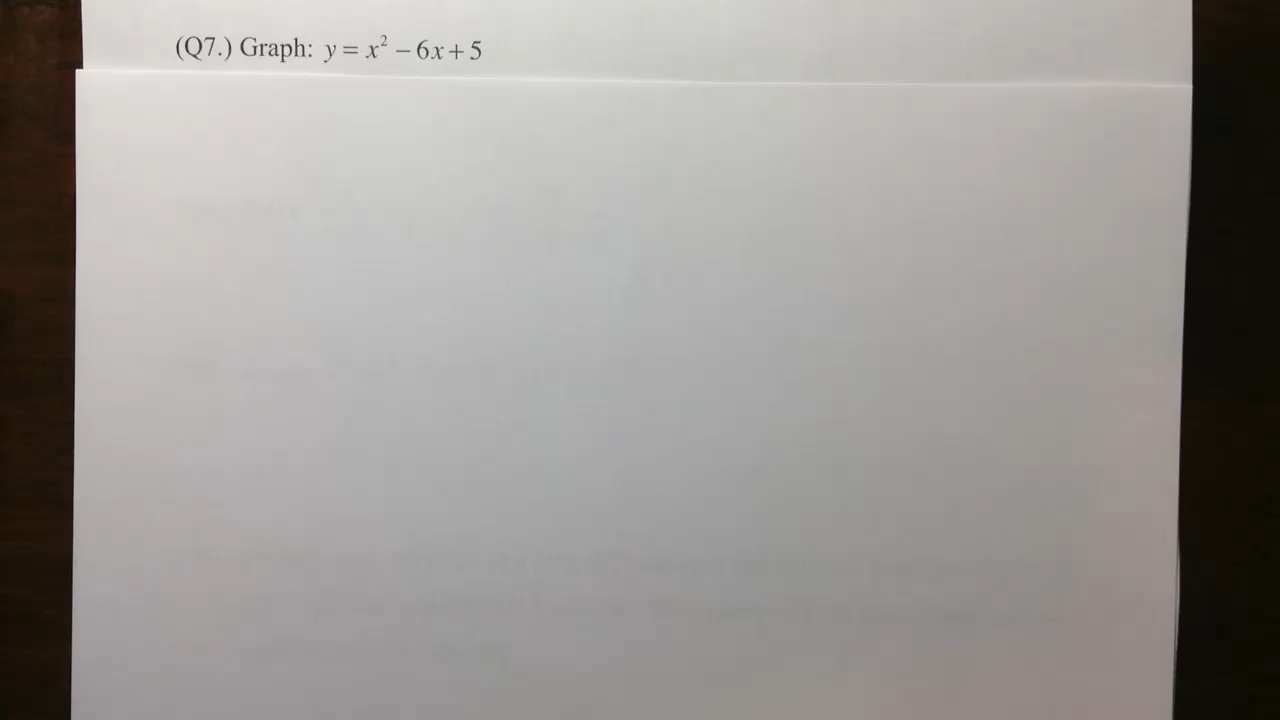 (Q7.) Graph: y = x² − 6x + 5